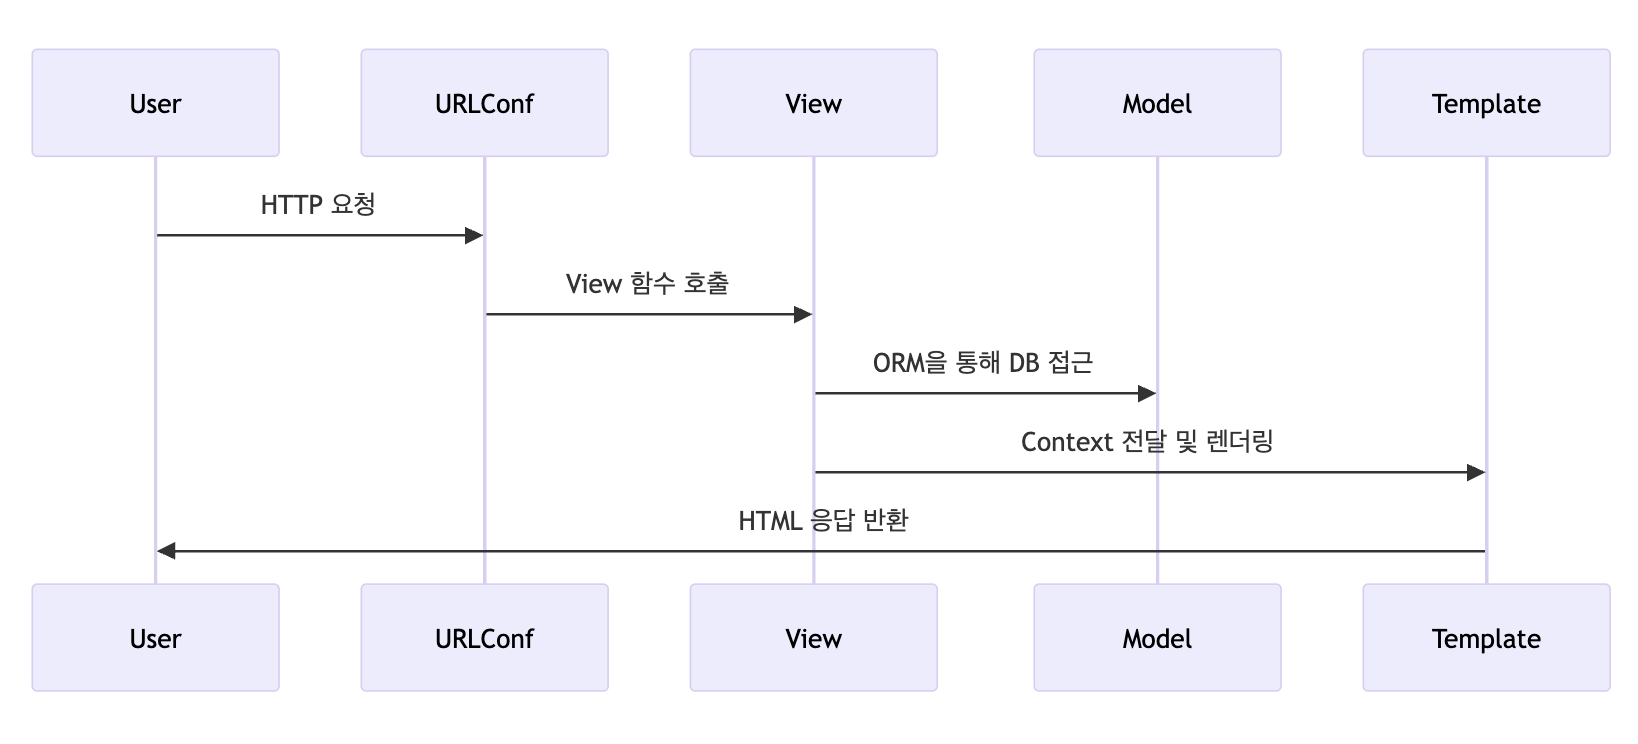 User
URLConf
View
Model
Template
HTTP 요청
View 함수 호출
ORM을 통해 DB 접근
Context 전달 및 렌더링
HTML 응답 반환
User
URLConf
View
Model
Template